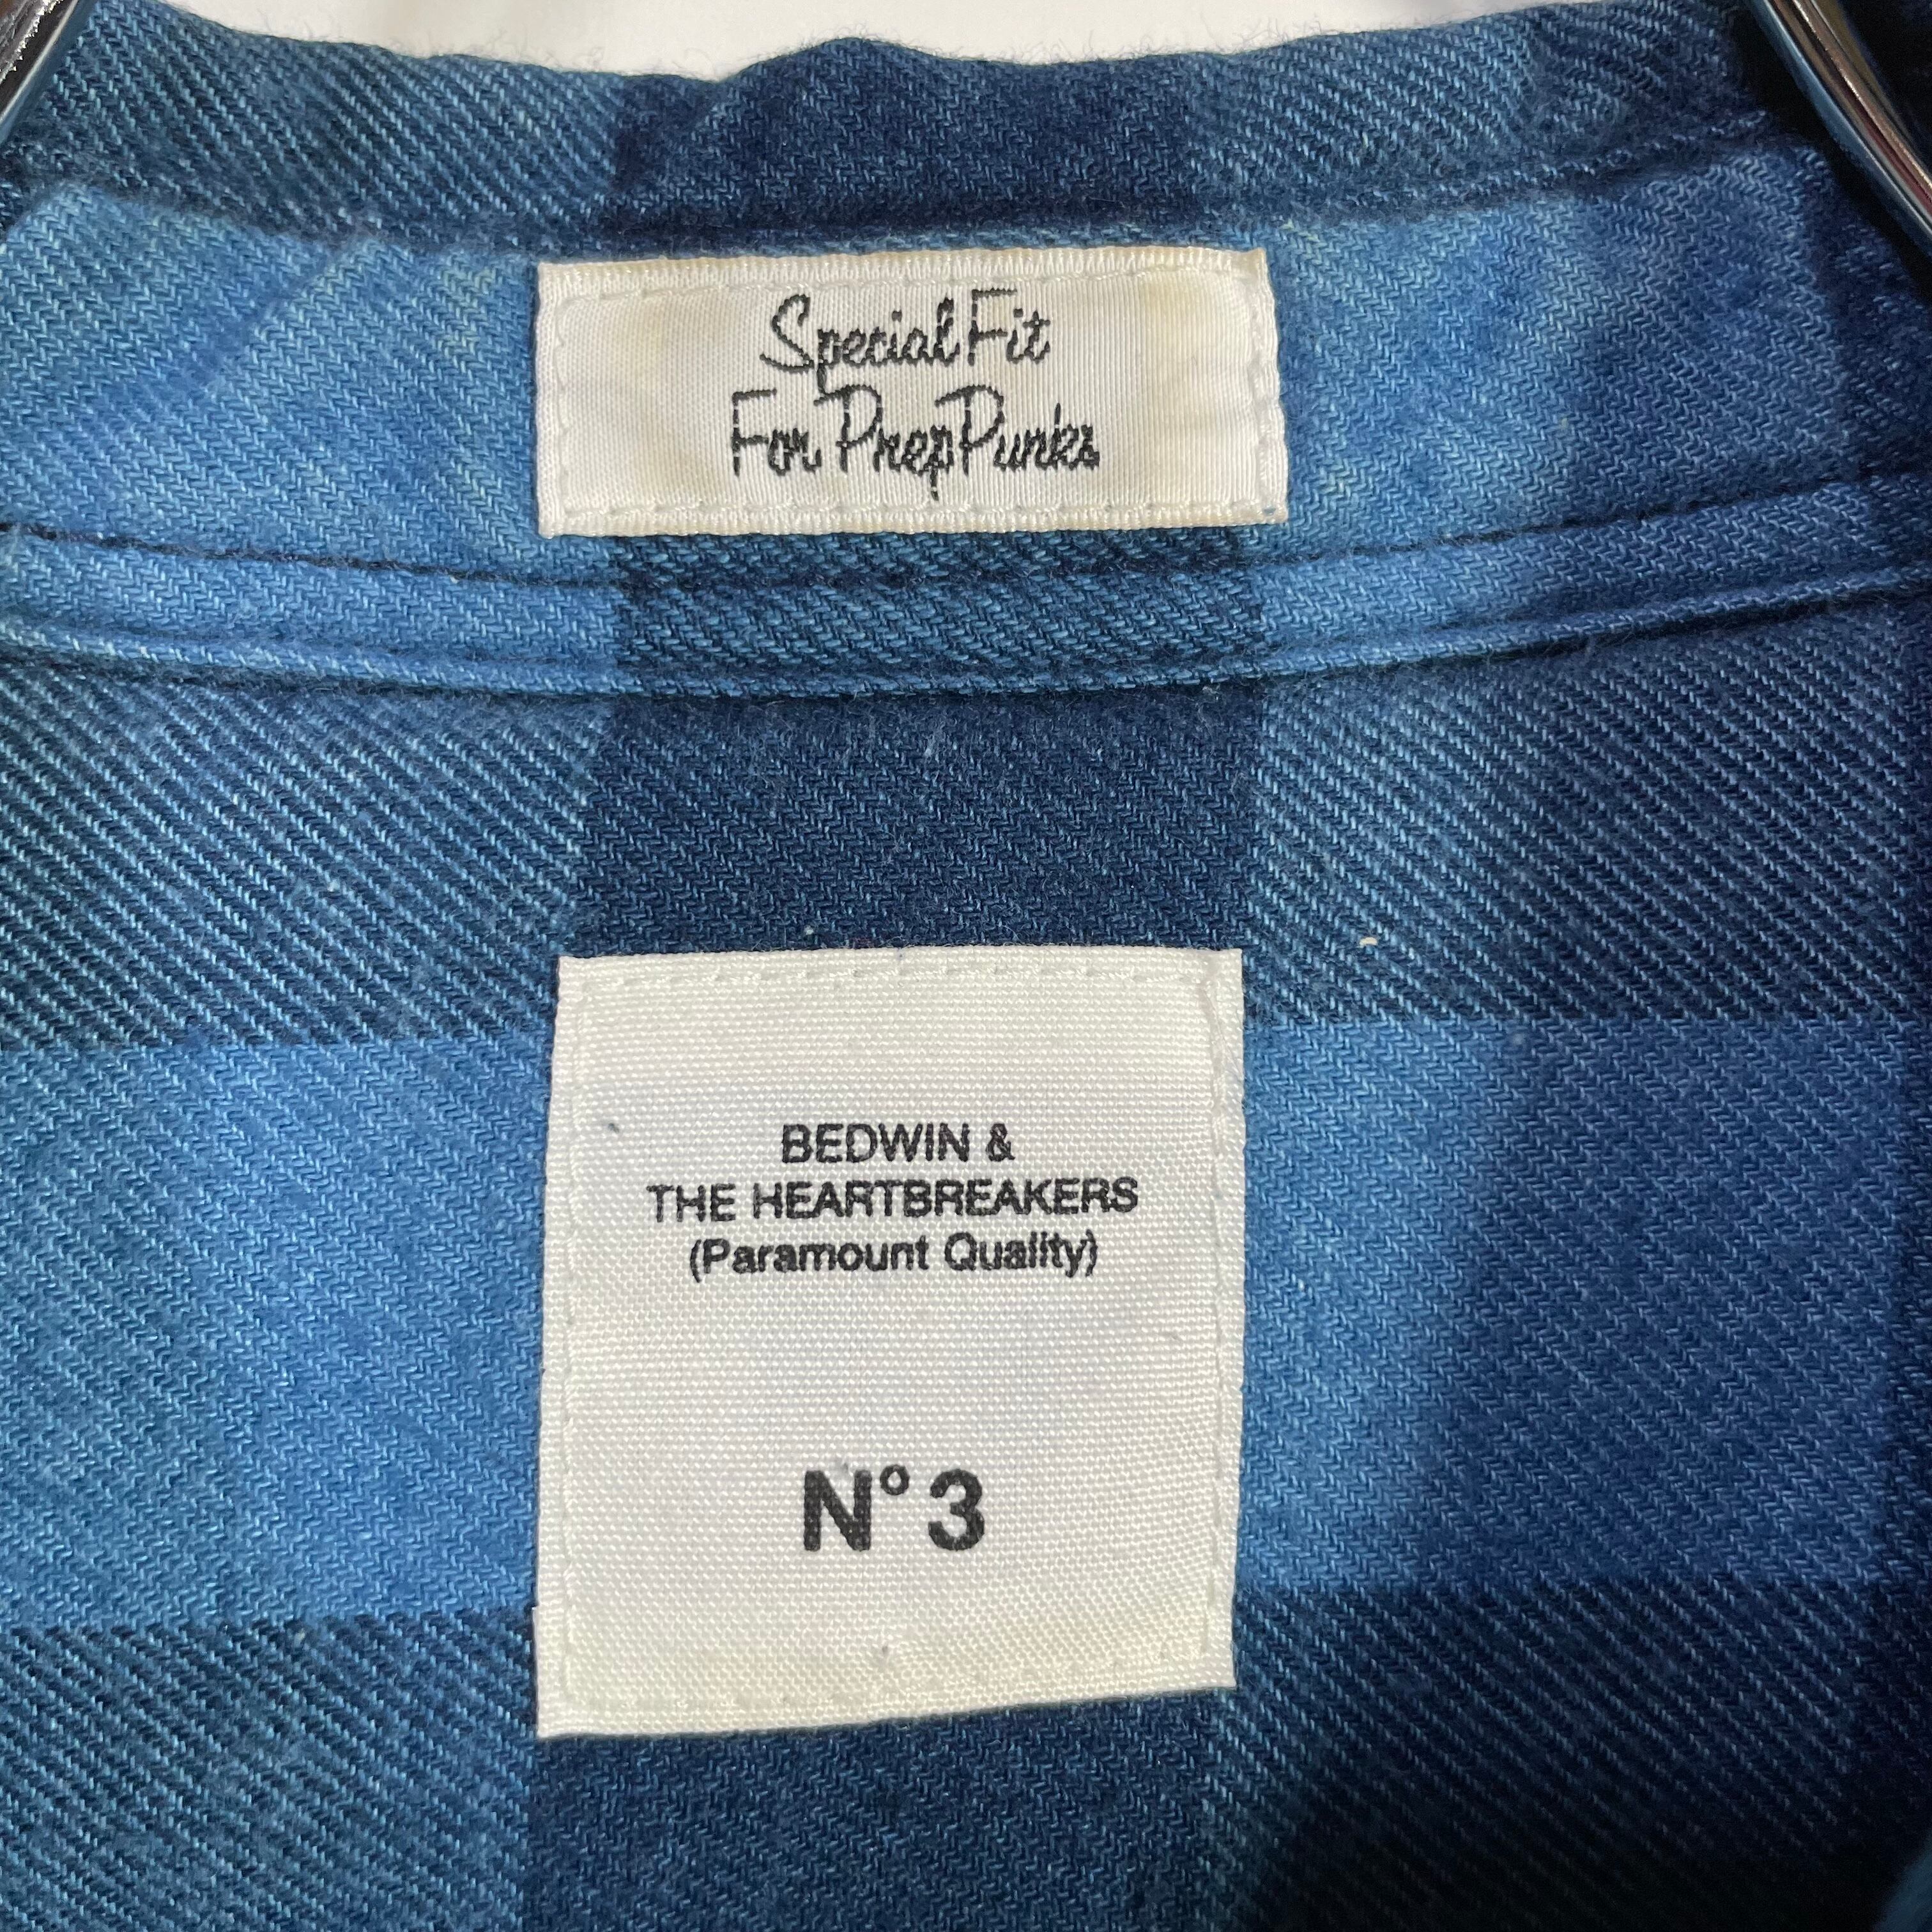 Special Fit
For Prep Punks
BEDWIN &
THE HEARTBREAKERS
(Paramount Quality)
N° 3